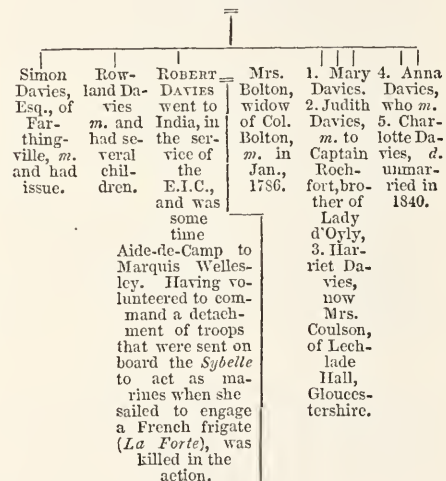 Simon
Davies,
Esq., of
Far-
thing-
ville, m.
and had
issue.
Row-
land Da-
vies
m. and
had se-
veral
chil-
dren.
ROBERT
DAVIES
went to
India, in
the ser-
vice of
the
E.I.C.,
and was
some
time
Aide-de-Camp to
Marquis Welles-
ley. Having vo-
lunteered to com-
mand a detach-
ment of troops
that were sent on
board the Sybelle
to act as ma-
rines when she
sailed to engage
a French frigate
(La Forte), was
killed in the
action.
Mrs.
Bolton,
widow
of Col.
Bolton,
m. in
Jan.,
1786.
1. Mary
Davies.
2. Judith
Davies,
m. to
Captain
Roch-
fort, bro-
ther of
Lady
d'Oyly,
3. Har-
riet Da-
vies,
now
Mrs.
Coulson,
of Lech-
lade
Hall,
Glouces-
tershire.
4. Anna
Davies,
who m.
5. Char-
lotte Da-
vies, d.
unmar-
ried in
1840.